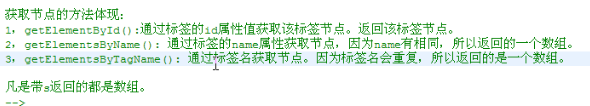 获取节点的方法体现：
1，getElementById():通过标签的id属性值获取该标签节点。返回该标签节点。
2，getElementsByName(): 通过标签的name属性获取节点，因为name有相同，所以返回的一个数组。
3，getElementsByTagName(): 通过标签名获取节点。因为标签名会重复，所以返回的是一个数组。
凡是带s返回的都是数组。
-->